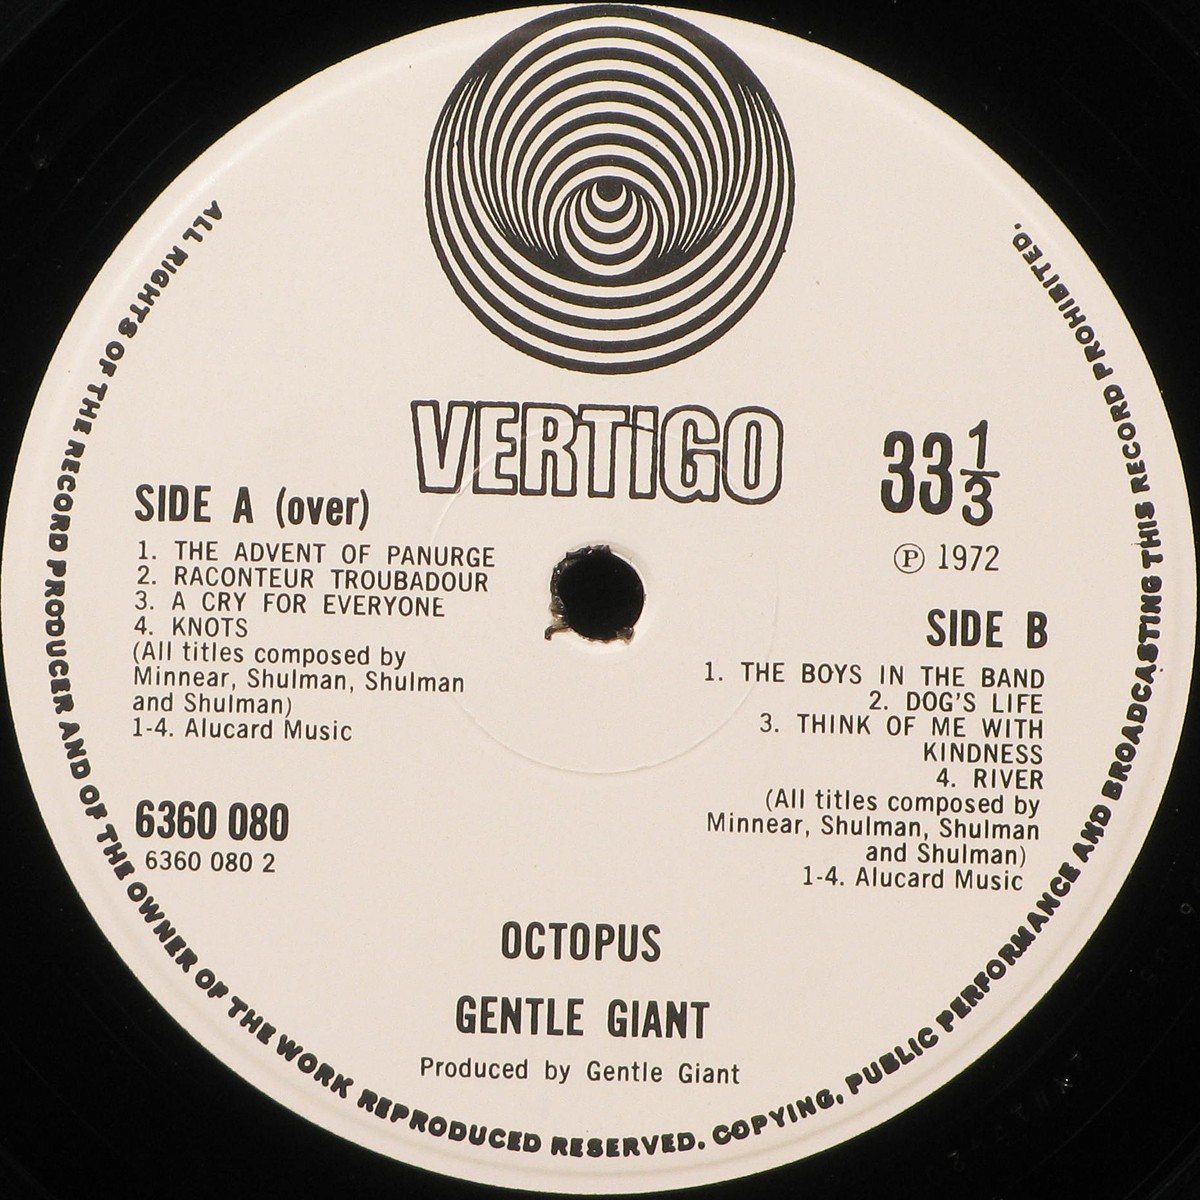 VERTiGO
33 1/3
Ⓟ 1972
SIDE A (over)
1. THE ADVENT OF PANURGE
2. RACONTEUR TROUBADOUR
3. A CRY FOR EVERYONE
4. KNOTS
(All titles composed by
Minnear, Shulman, Shulman
and Shulman)
1-4. Alucard Music
6360 080
6360 080 2
SIDE B
1. THE BOYS IN THE BAND
2. DOG'S LIFE
3. THINK OF ME WITH
KINDNESS
4. RIVER
(All titles composed by
Minnear, Shulman, Shulman
and Shulman)
1-4. Alucard Music
OCTOPUS
GENTLE GIANT
Produced by Gentle Giant
ALL RIGHTS OF THE RECORD PRODUCER AND OF THE OWNER OF THE WORK REPRODUCED RESERVED. COPYING, PUBLIC PERFORMANCE AND BROADCASTING THIS RECORD PROHIBITED.